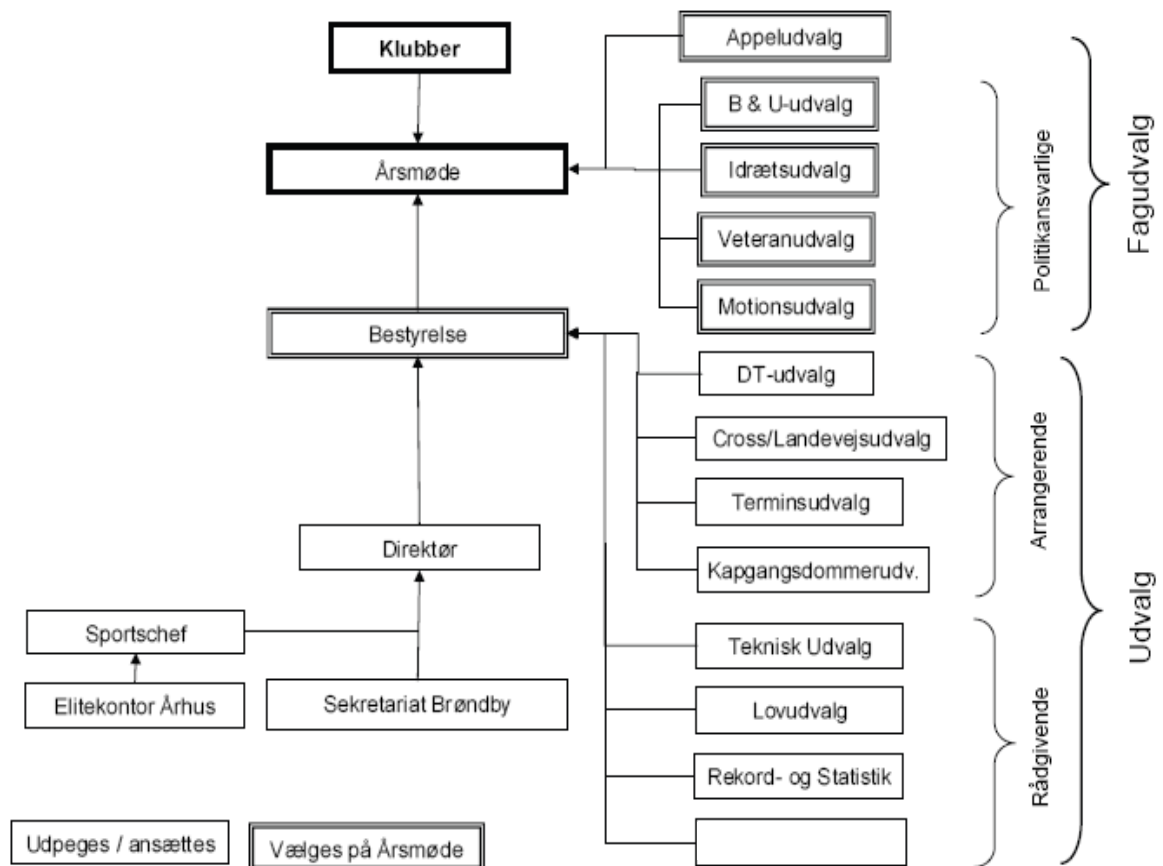 Klubber
Årsmøde
Bestyrelse
Direktør
Sportschef
Elitekontor Århus
Sekretariat Brøndby
Udpeges / ansættes
Vælges på Årsmøde
Appeludvalg
B & U-udvalg
Idrætsudvalg
Veteranudvalg
Motionsudvalg
DT-udvalg
Cross/Landevejsudvalg
Terminsudvalg
Kapgangsdommerudv.
Teknisk Udvalg
Lovudvalg
Rekord- og Statistik
Politikansvarlige
Arrangerende
Rådgivende
Fagudvalg
Udvalg